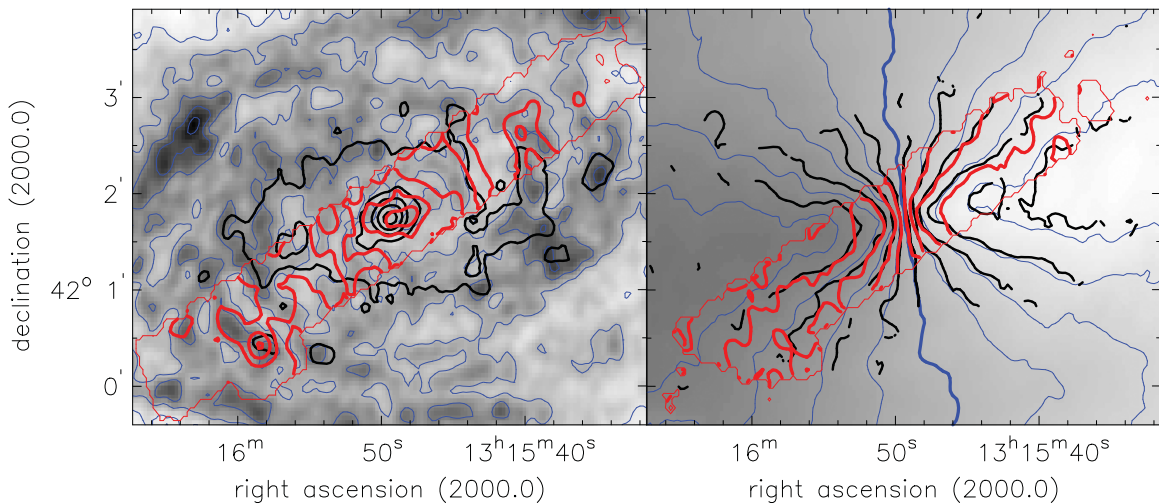 declination (2000.0)
3'
2'
42° 1'
0'
16ᵐ 50ˢ 13ʰ15ᵐ40ˢ
16ᵐ 50ˢ 13ʰ15ᵐ40ˢ
right ascension (2000.0)
right ascension (2000.0)